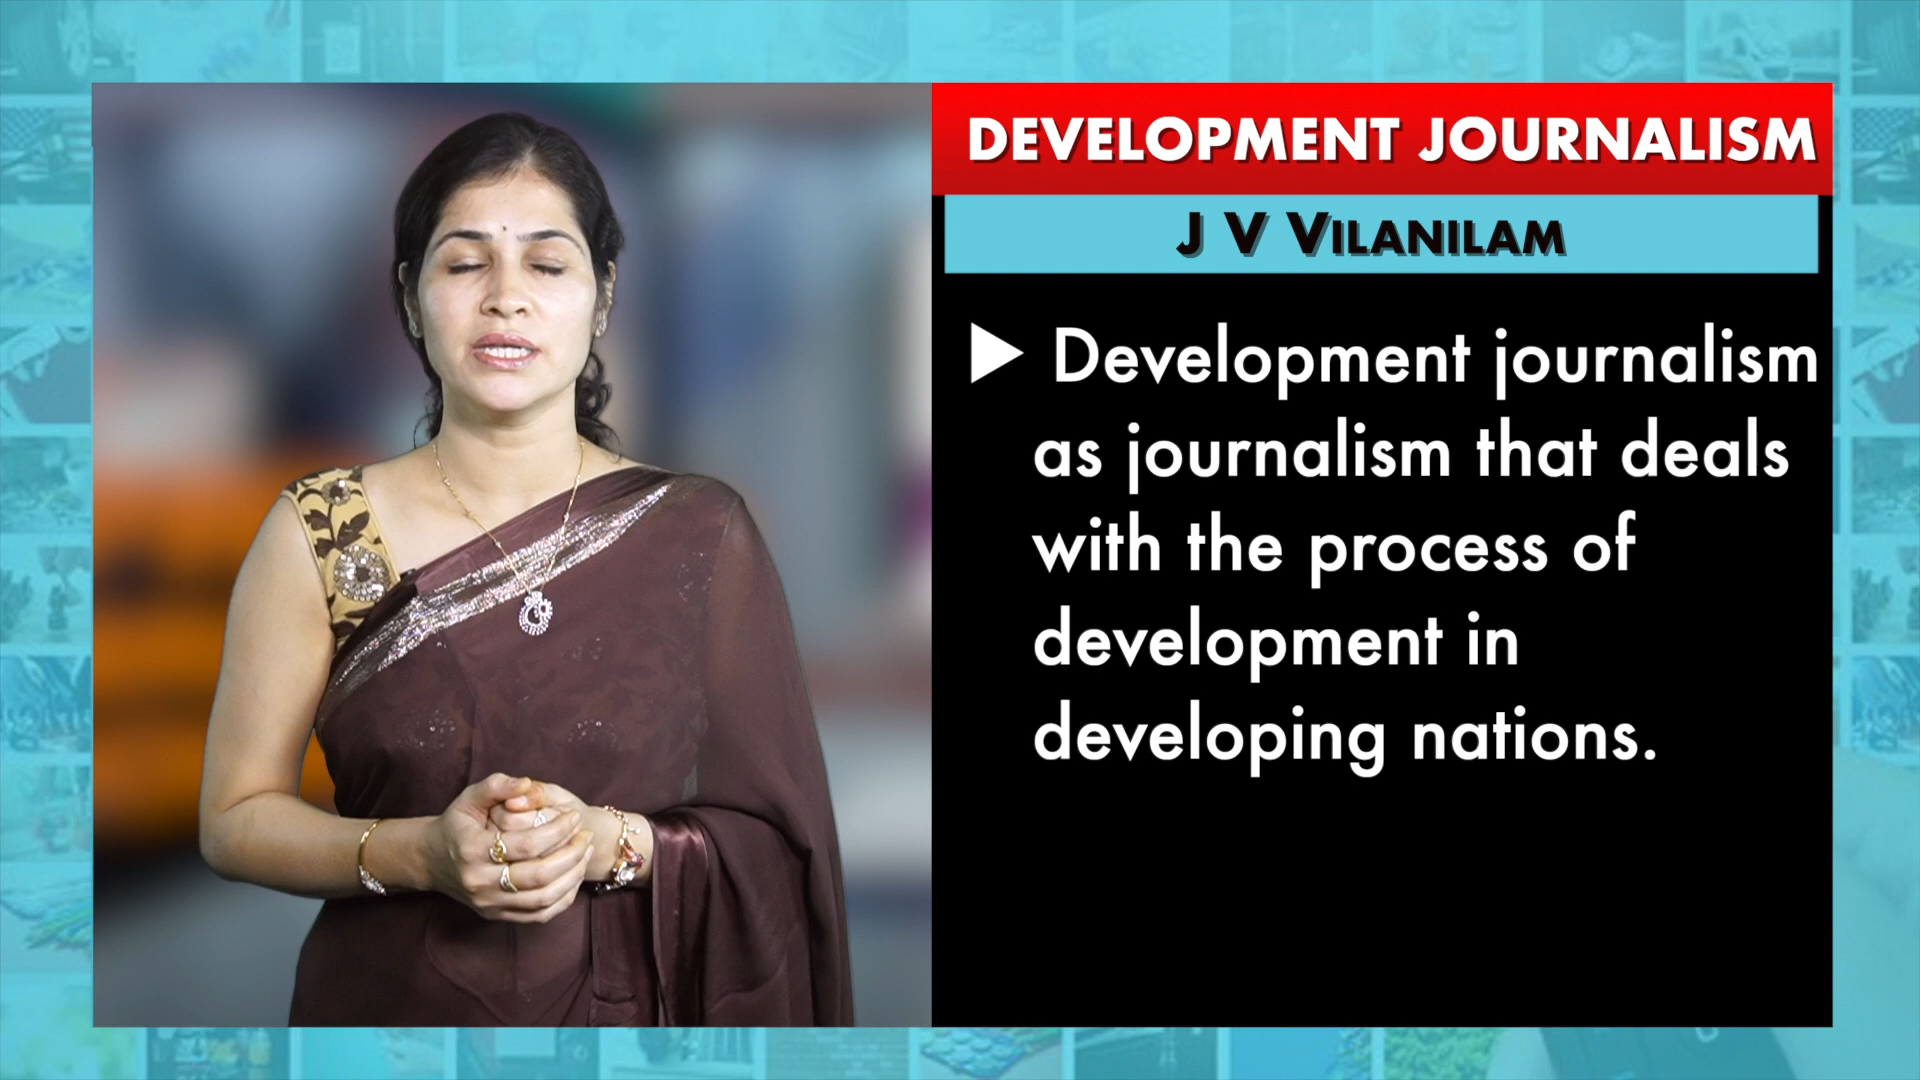 DEVELOPMENT JOURNALISM
J V VILANILAM
▶ Development journalism
as journalism that deals
with the process of
development in
developing nations.